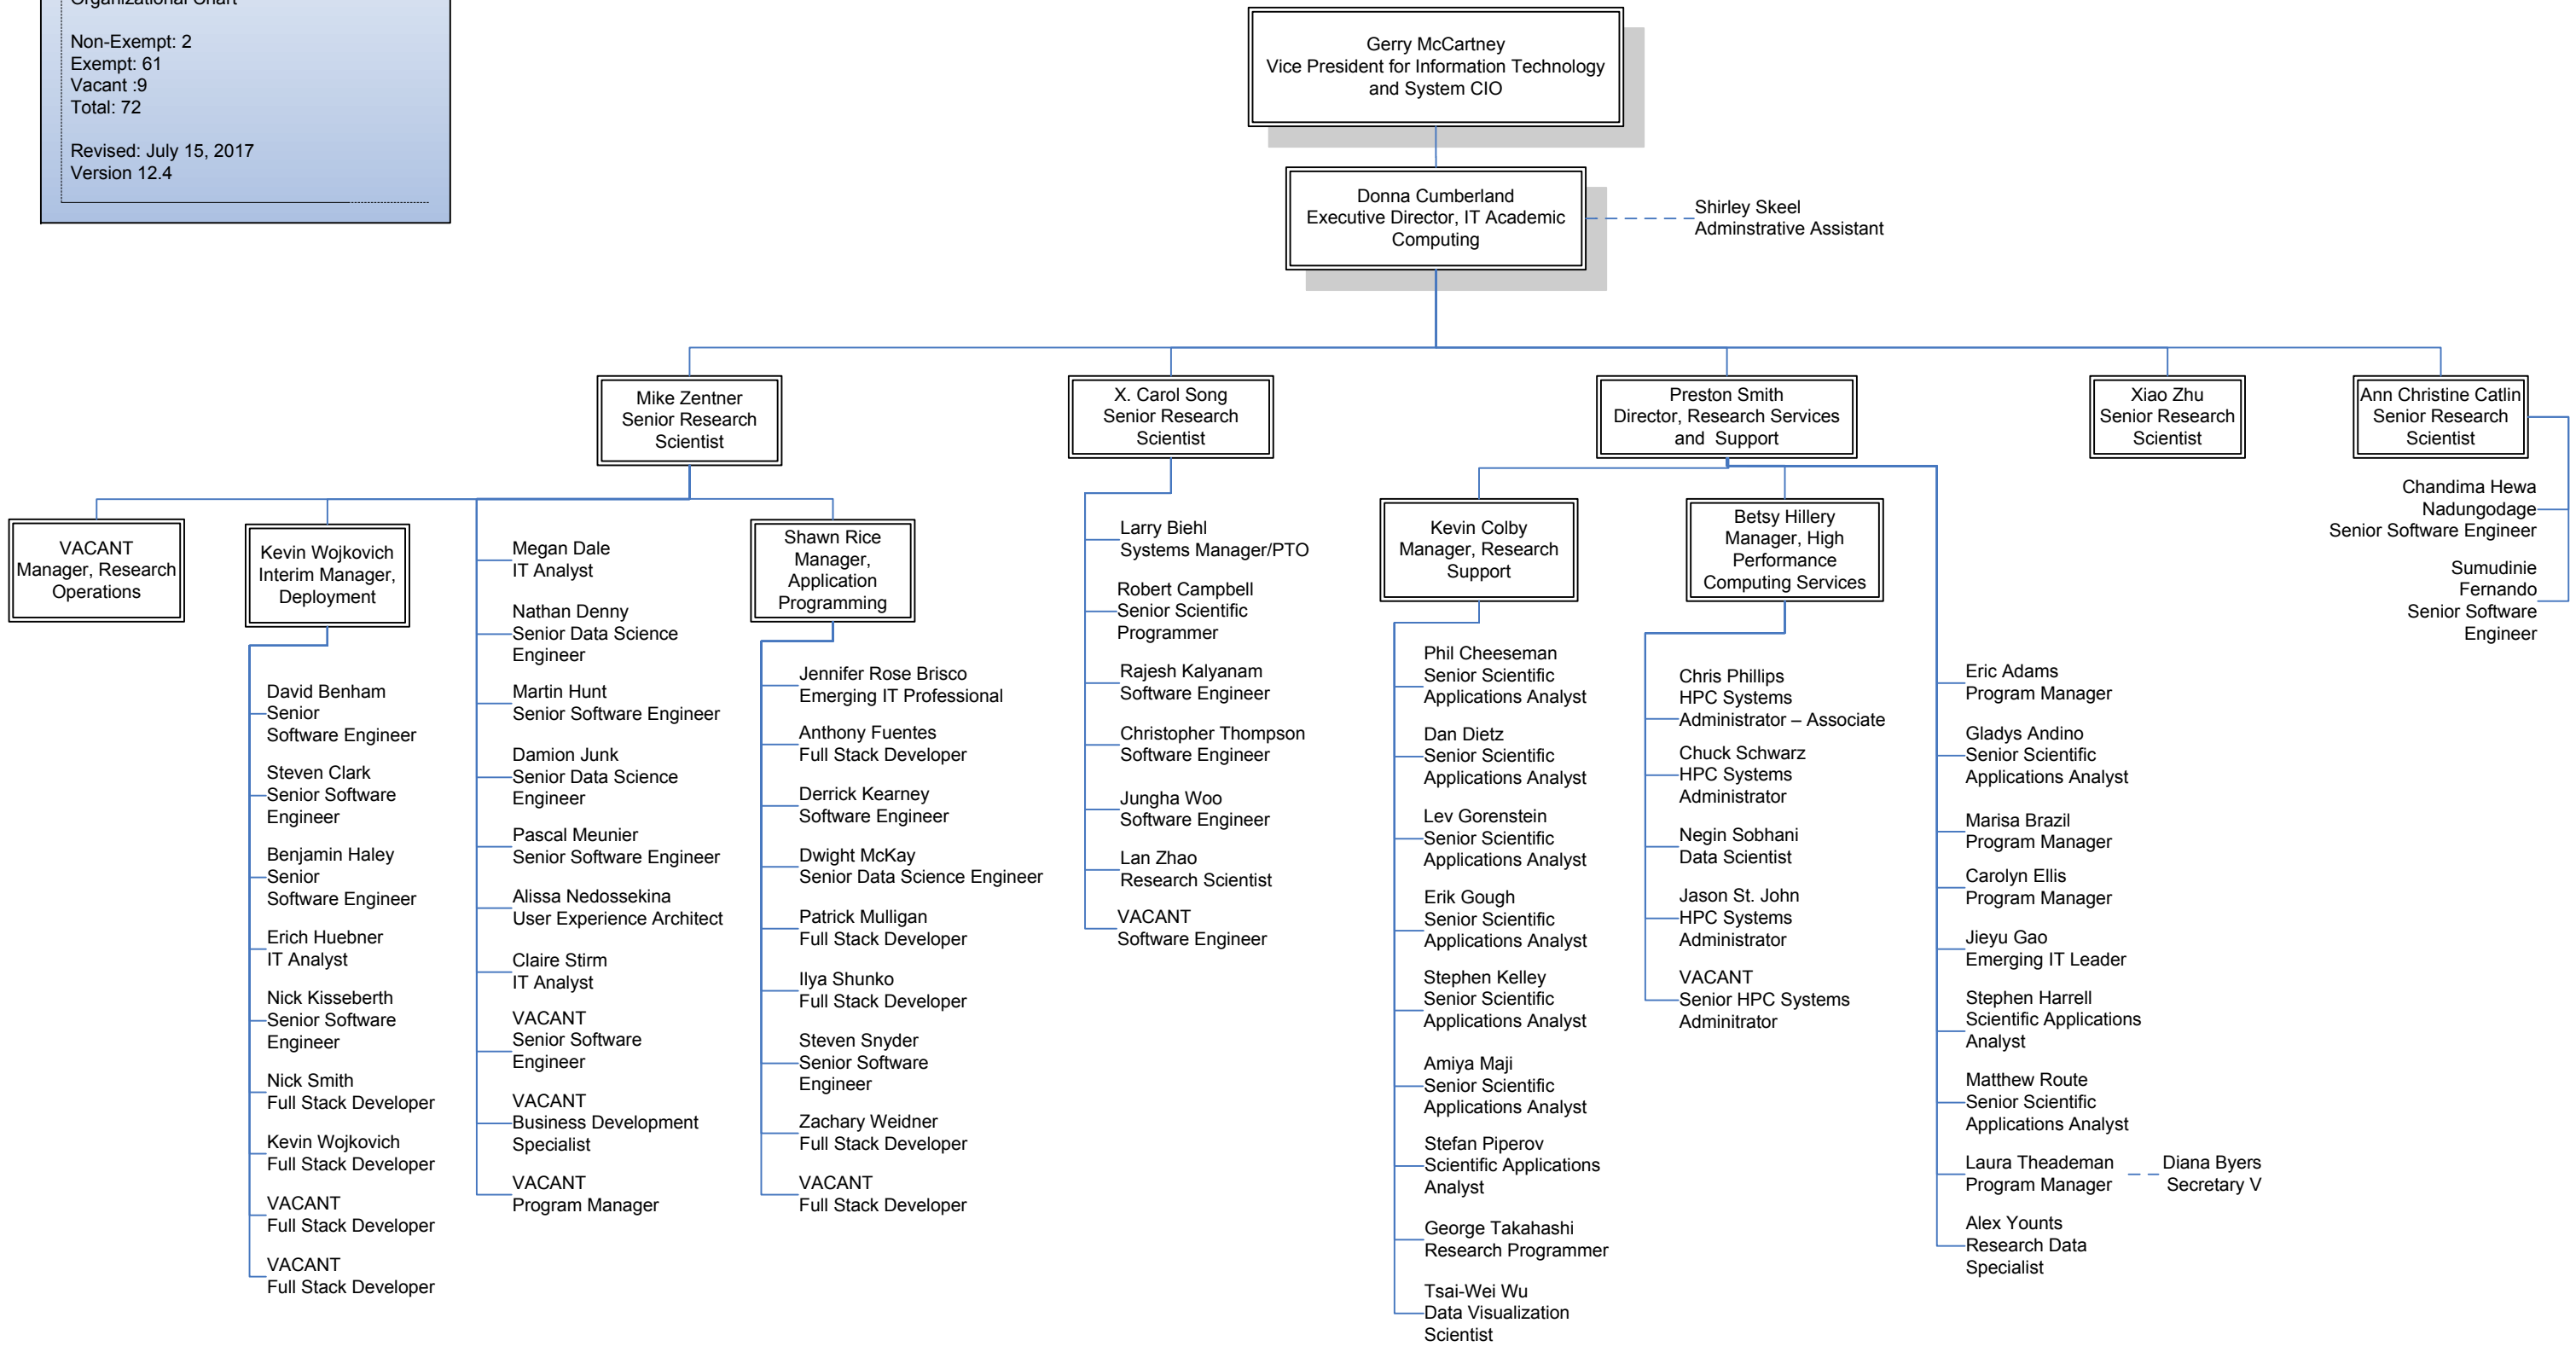 Organizational Chart
Non-Exempt: 2
Exempt: 61
Vacant :9
Total: 72
Revised: July 15, 2017
Version 12.4
Gerry McCartney
Vice President for Information Technology
and System CIO
Donna Cumberland
Executive Director, IT Academic
Computing
Shirley Skeel
Adminstrative Assistant
Mike Zentner
Senior Research
Scientist
X. Carol Song
Senior Research
Scientist
Preston Smith
Director, Research Services
and Support
Xiao Zhu
Senior Research
Scientist
Ann Christine Catlin
Senior Research
Scientist
VACANT
Manager, Research
Operations
Kevin Wojkovich
Interim Manager,
Deployment
David Benham
Senior
Software Engineer
Steven Clark
Senior Software
Engineer
Benjamin Haley
Senior
Software Engineer
Erich Huebner
IT Analyst
Nick Kisseberth
Senior Software
Engineer
Nick Smith
Full Stack Developer
Kevin Wojkovich
Full Stack Developer
VACANT
Full Stack Developer
VACANT
Full Stack Developer
Megan Dale
IT Analyst
Nathan Denny
Senior Data Science
Engineer
Martin Hunt
Senior Software Engineer
Damion Junk
Senior Data Science
Engineer
Pascal Meunier
Senior Software Engineer
Alissa Nedossekina
User Experience Architect
Claire Stirm
IT Analyst
VACANT
Senior Software
Engineer
VACANT
Business Development
Specialist
VACANT
Program Manager
Shawn Rice
Manager,
Application
Programming
Jennifer Rose Brisco
Emerging IT Professional
Anthony Fuentes
Full Stack Developer
Derrick Kearney
Software Engineer
Dwight McKay
Senior Data Science Engineer
Patrick Mulligan
Full Stack Developer
Ilya Shunko
Full Stack Developer
Steven Snyder
Senior Software
Engineer
Zachary Weidner
Full Stack Developer
VACANT
Full Stack Developer
Larry Biehl
Systems Manager/PTO
Robert Campbell
Senior Scientific
Programmer
Rajesh Kalyanam
Software Engineer
Christopher Thompson
Software Engineer
Jungha Woo
Software Engineer
Lan Zhao
Research Scientist
VACANT
Software Engineer
Kevin Colby
Manager, Research
Support
Phil Cheeseman
Senior Scientific
Applications Analyst
Dan Dietz
Senior Scientific
Applications Analyst
Lev Gorenstein
Senior Scientific
Applications Analyst
Erik Gough
Senior Scientific
Applications Analyst
Stephen Kelley
Senior Scientific
Applications Analyst
Amiya Maji
Senior Scientific
Applications Analyst
Stefan Piperov
Scientific Applications
Analyst
George Takahashi
Research Programmer
Tsai-Wei Wu
Data Visualization
Scientist
Betsy Hillery
Manager, High
Performance
Computing Services
Chris Phillips
HPC Systems
Administrator – Associate
Chuck Schwarz
HPC Systems
Administrator
Negin Sobhani
Data Scientist
Jason St. John
HPC Systems
Administrator
VACANT
Senior HPC Systems
Adminitrator
Eric Adams
Program Manager
Gladys Andino
Senior Scientific
Applications Analyst
Marisa Brazil
Program Manager
Carolyn Ellis
Program Manager
Jieyu Gao
Emerging IT Leader
Stephen Harrell
Scientific Applications
Analyst
Matthew Route
Senior Scientific
Applications Analyst
Laura Theademan
Program Manager
Diana Byers
Secretary V
Alex Younts
Research Data
Specialist
Chandima Hewa
Nadungodage
Senior Software Engineer
Sumudinie
Fernando
Senior Software
Engineer